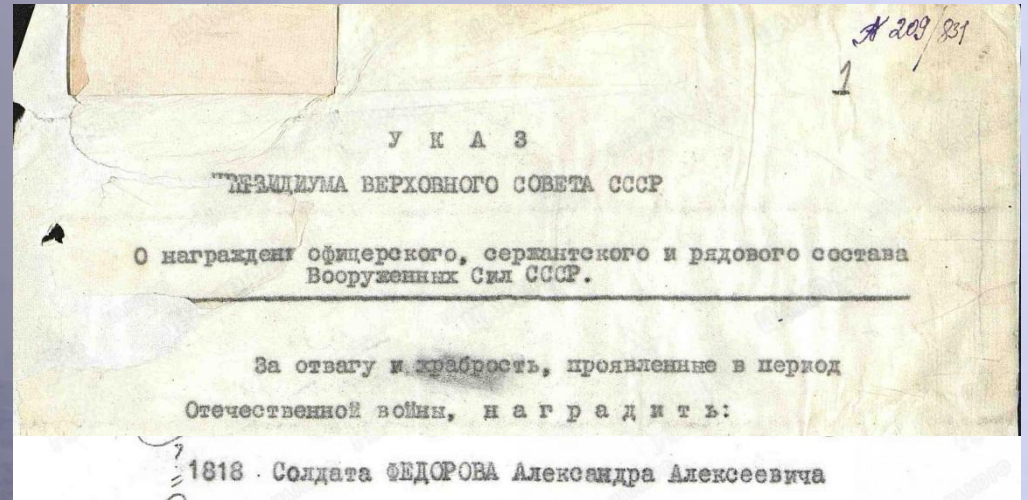 № 209/831
1
У К А З
ПРЕЗИДИУМА ВЕРХОВНОГО СОВЕТА СССР
О награждени офицерского, сержантского и рядового состава
Вооруженных Сил СССР.
За отвагу и храбрость, проявленные в период
Отечественной войны, н а г р а д и т ь:
1818 . Солдата ФЕДОРОВА Александра Алексеевича